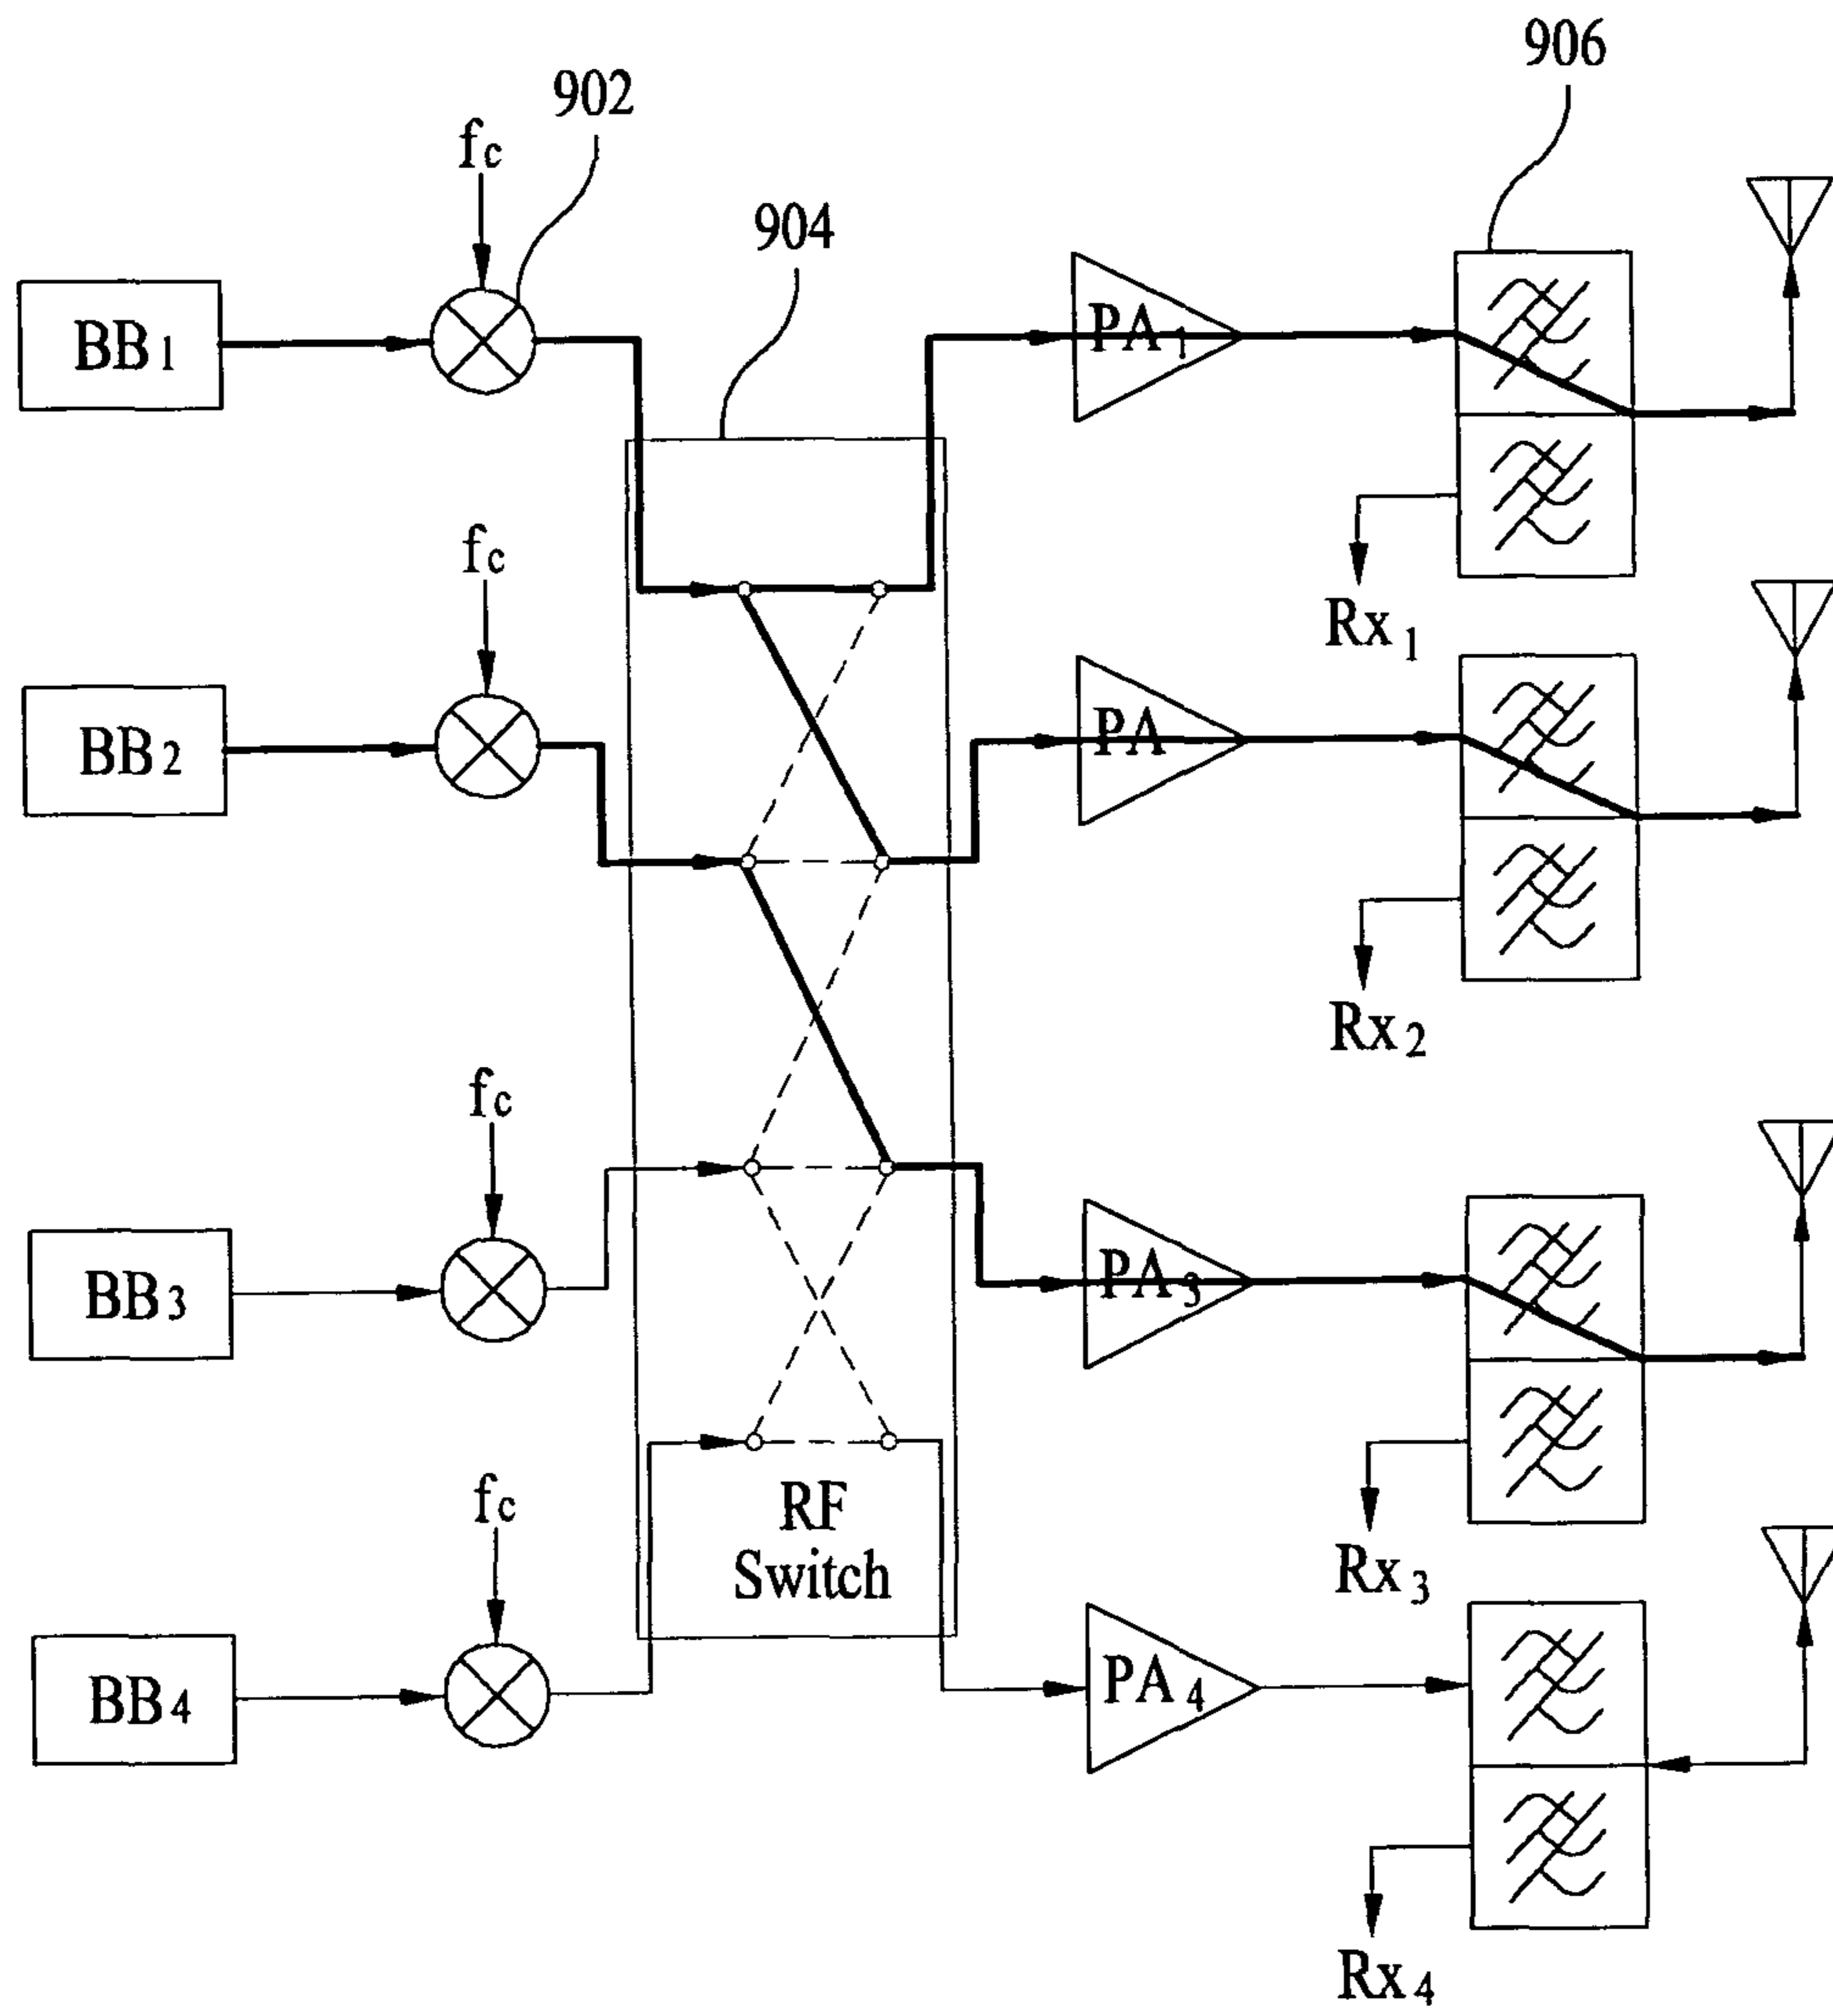 906
902
fc
904
BB1
PA1
fc
Rx1
BB2
PA
Rx2
fc
BB3
PA3
fc
RF
Switch
Rx3
BB4
PA4
Rx4